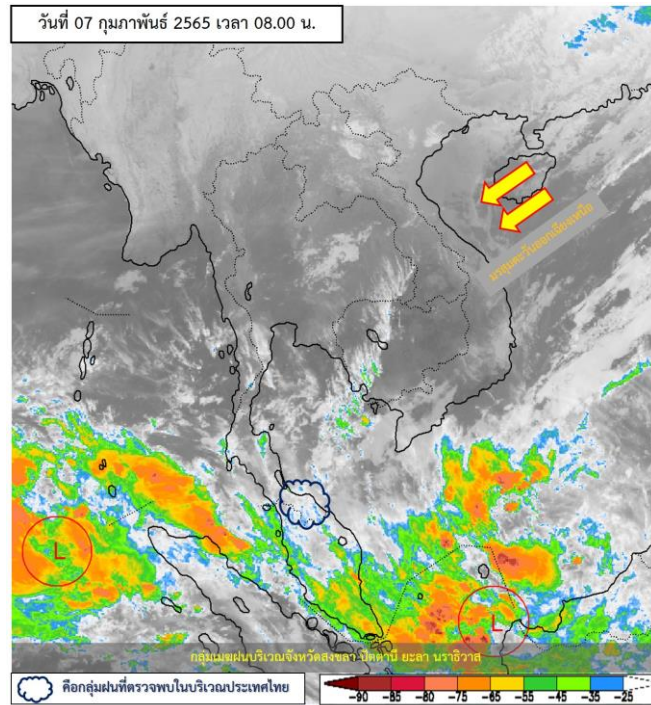 วันที่ 07 กุมภาพันธ์ 2565 เวลา 08.00 น.
มรสุมตะวันออกเฉียงเหนือ
L
L
กลุ่มเมฆฝนบริเวณจังหวัดสงขลา ปัตตานี ยะลา นราธิวาส
คือกลุ่มฝนที่ตรวจพบในบริเวณประเทศไทย
-90 -85 -80 -75 -65 -55 -45 -35 -25